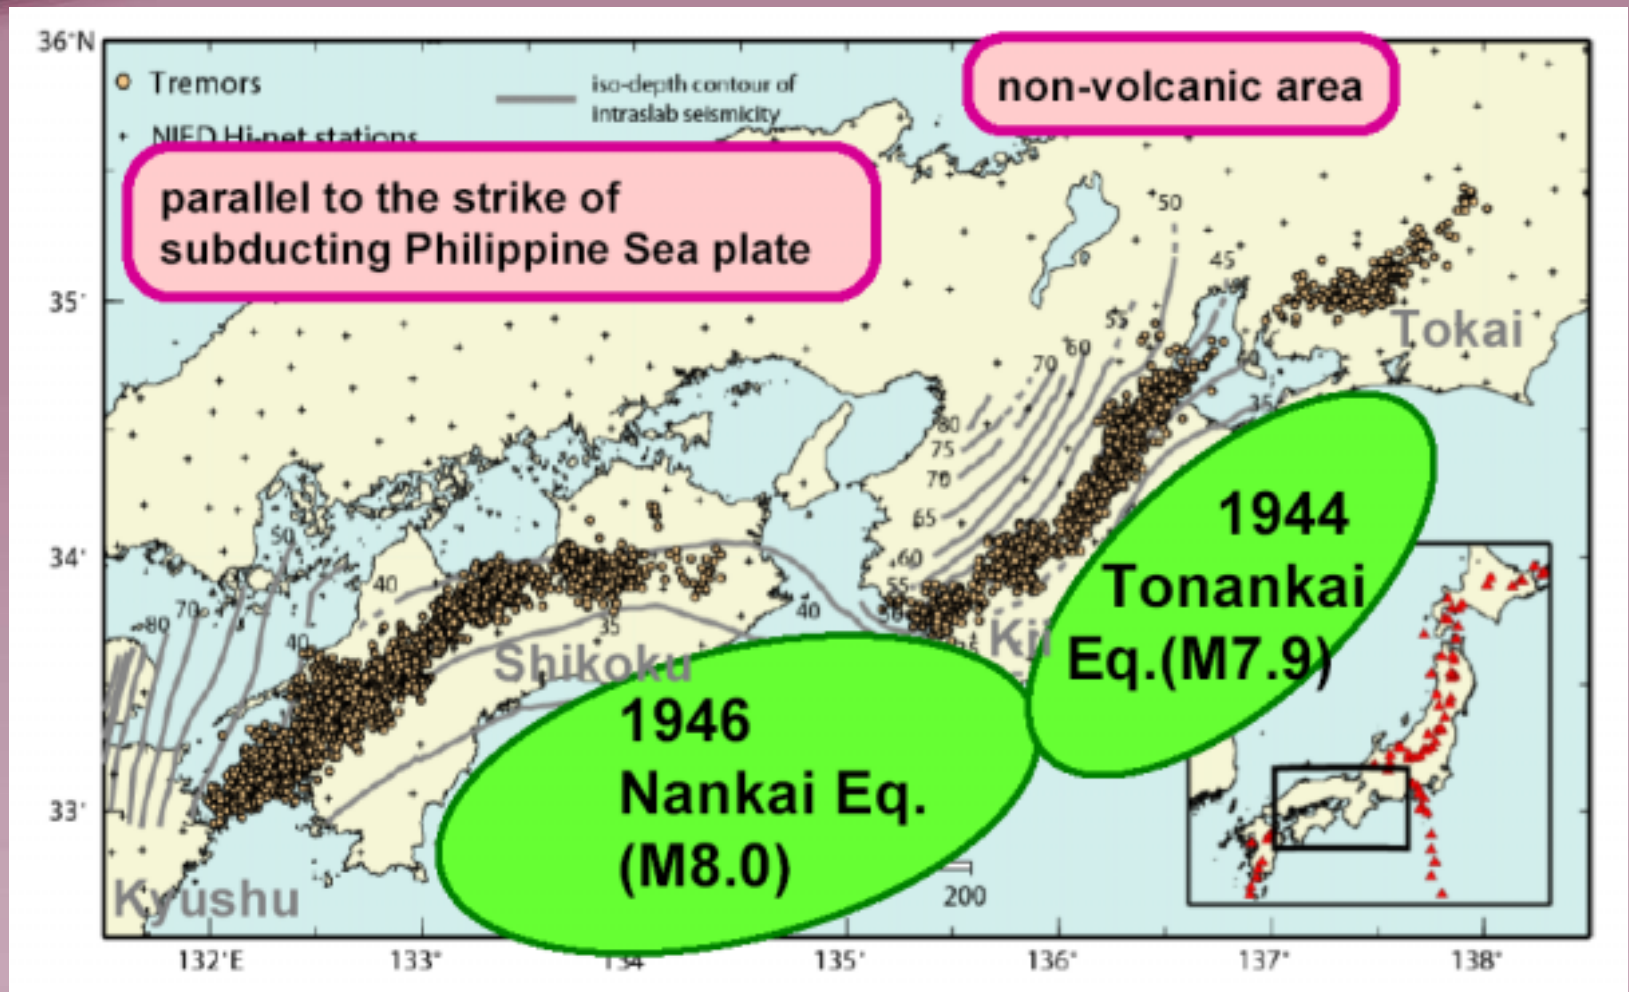 36°N
Tremors
iso-depth contour of
intraslab seismicity
non-volcanic area
NIED Hi-net stations
parallel to the strike of
subducting Philippine Sea plate
50
45
35°
Tokai
55
60
70
35
80
75
70
65
1944
Tonankai
Eq.(M7.9)
50
34°
40
60
55
40
70
80
35
40
Shikoku
Kii
1946
Nankai Eq.
(M8.0)
33°
200
Kyushu
132°E
133°
134
135°
136°
137°
138°